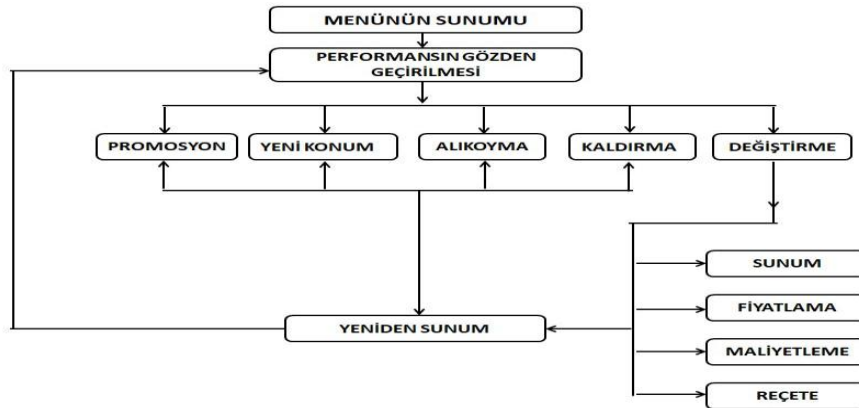 MENÜNÜN SUNUMU
PERFORMANSIN GÖZDEN
GEÇİRİLMESİ
PROMOSYON
YENİ KONUM
ALIKOYMA
KALDIRMA
DEĞİŞTİRME
SUNUM
FİYATLAMA
YENİDEN SUNUM
MALİYETLEME
REÇETE